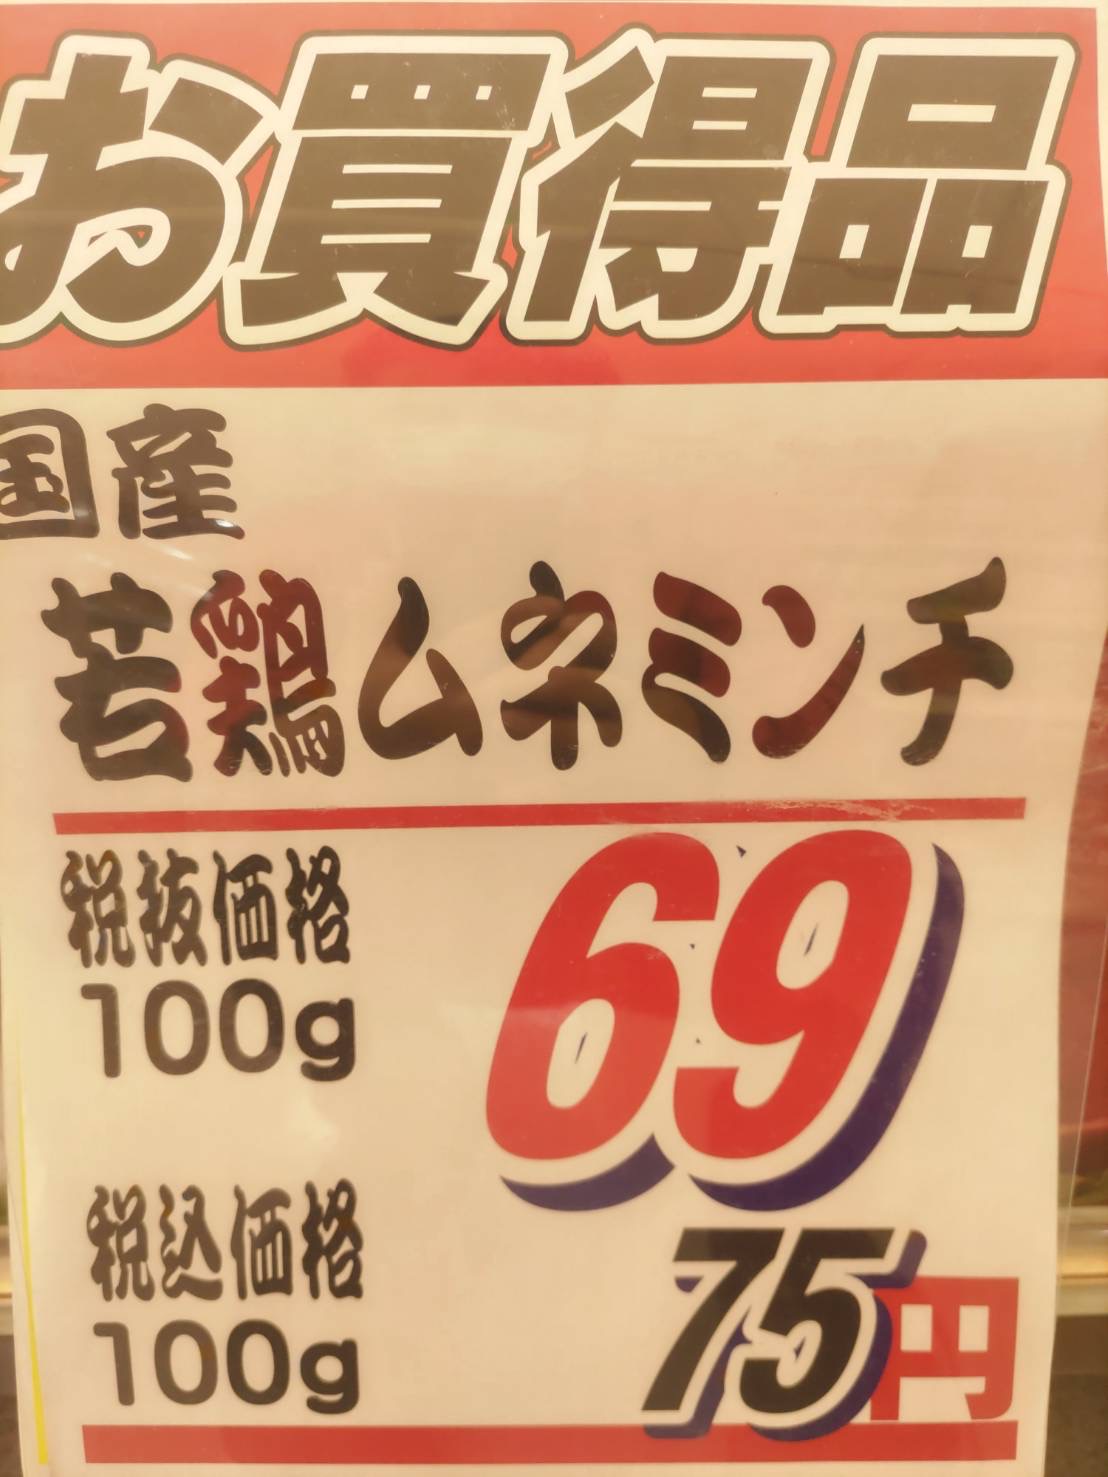 お買得品
国産
若鶏ムネミンチ
税抜価格
100g
69
税込価格
100g
75円